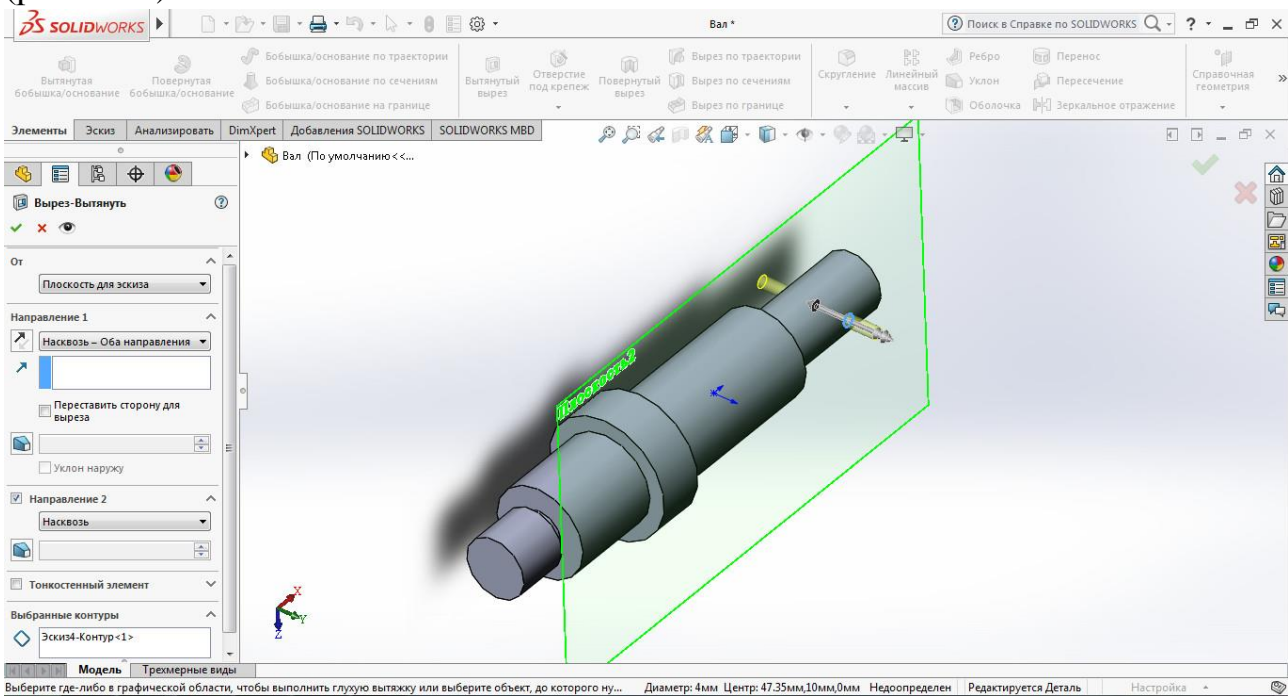 SOLIDWORKS
Вал *
Поиск в Справке по SOLIDWORKS
Вытянутая бобышка/основание
Повернутая бобышка/основание
Бобышка/основание по траектории
Бобышка/основание по сечениям
Бобышка/основание на границе
Вытянутый вырез
Отверстие под крепеж
Повернутый вырез
Вырез по траектории
Вырез по сечениям
Вырез по границе
Скругление
Линейный массив
Ребро
Уклон
Оболочка
Перенос
Пересечение
Зеркальное отражение
Справочная геометрия
Элементы Эскиз Анализировать DimXpert Добавления SOLIDWORKS SOLIDWORKS MBD
Вал (По умолчанию<<...
Вырез-Вытянуть
От
Плоскость для эскиза
Направление 1
Насквозь – Оба направления
Переставить сторону для
выреза
Уклон наружу
Направление 2
Насквозь
Тонкостенный элемент
Выбранные контуры
Эскиз4-Контур<1>
Плоскость2
X
Y
Z
Модель Трехмерные виды
Выберите где-либо в графической области, чтобы выполнить глухую вытяжку или выберите объект, до которого ну... Диаметр: 4мм Центр: 47.35мм,10мм,0мм Недоопределен Редактируется Деталь Настройка